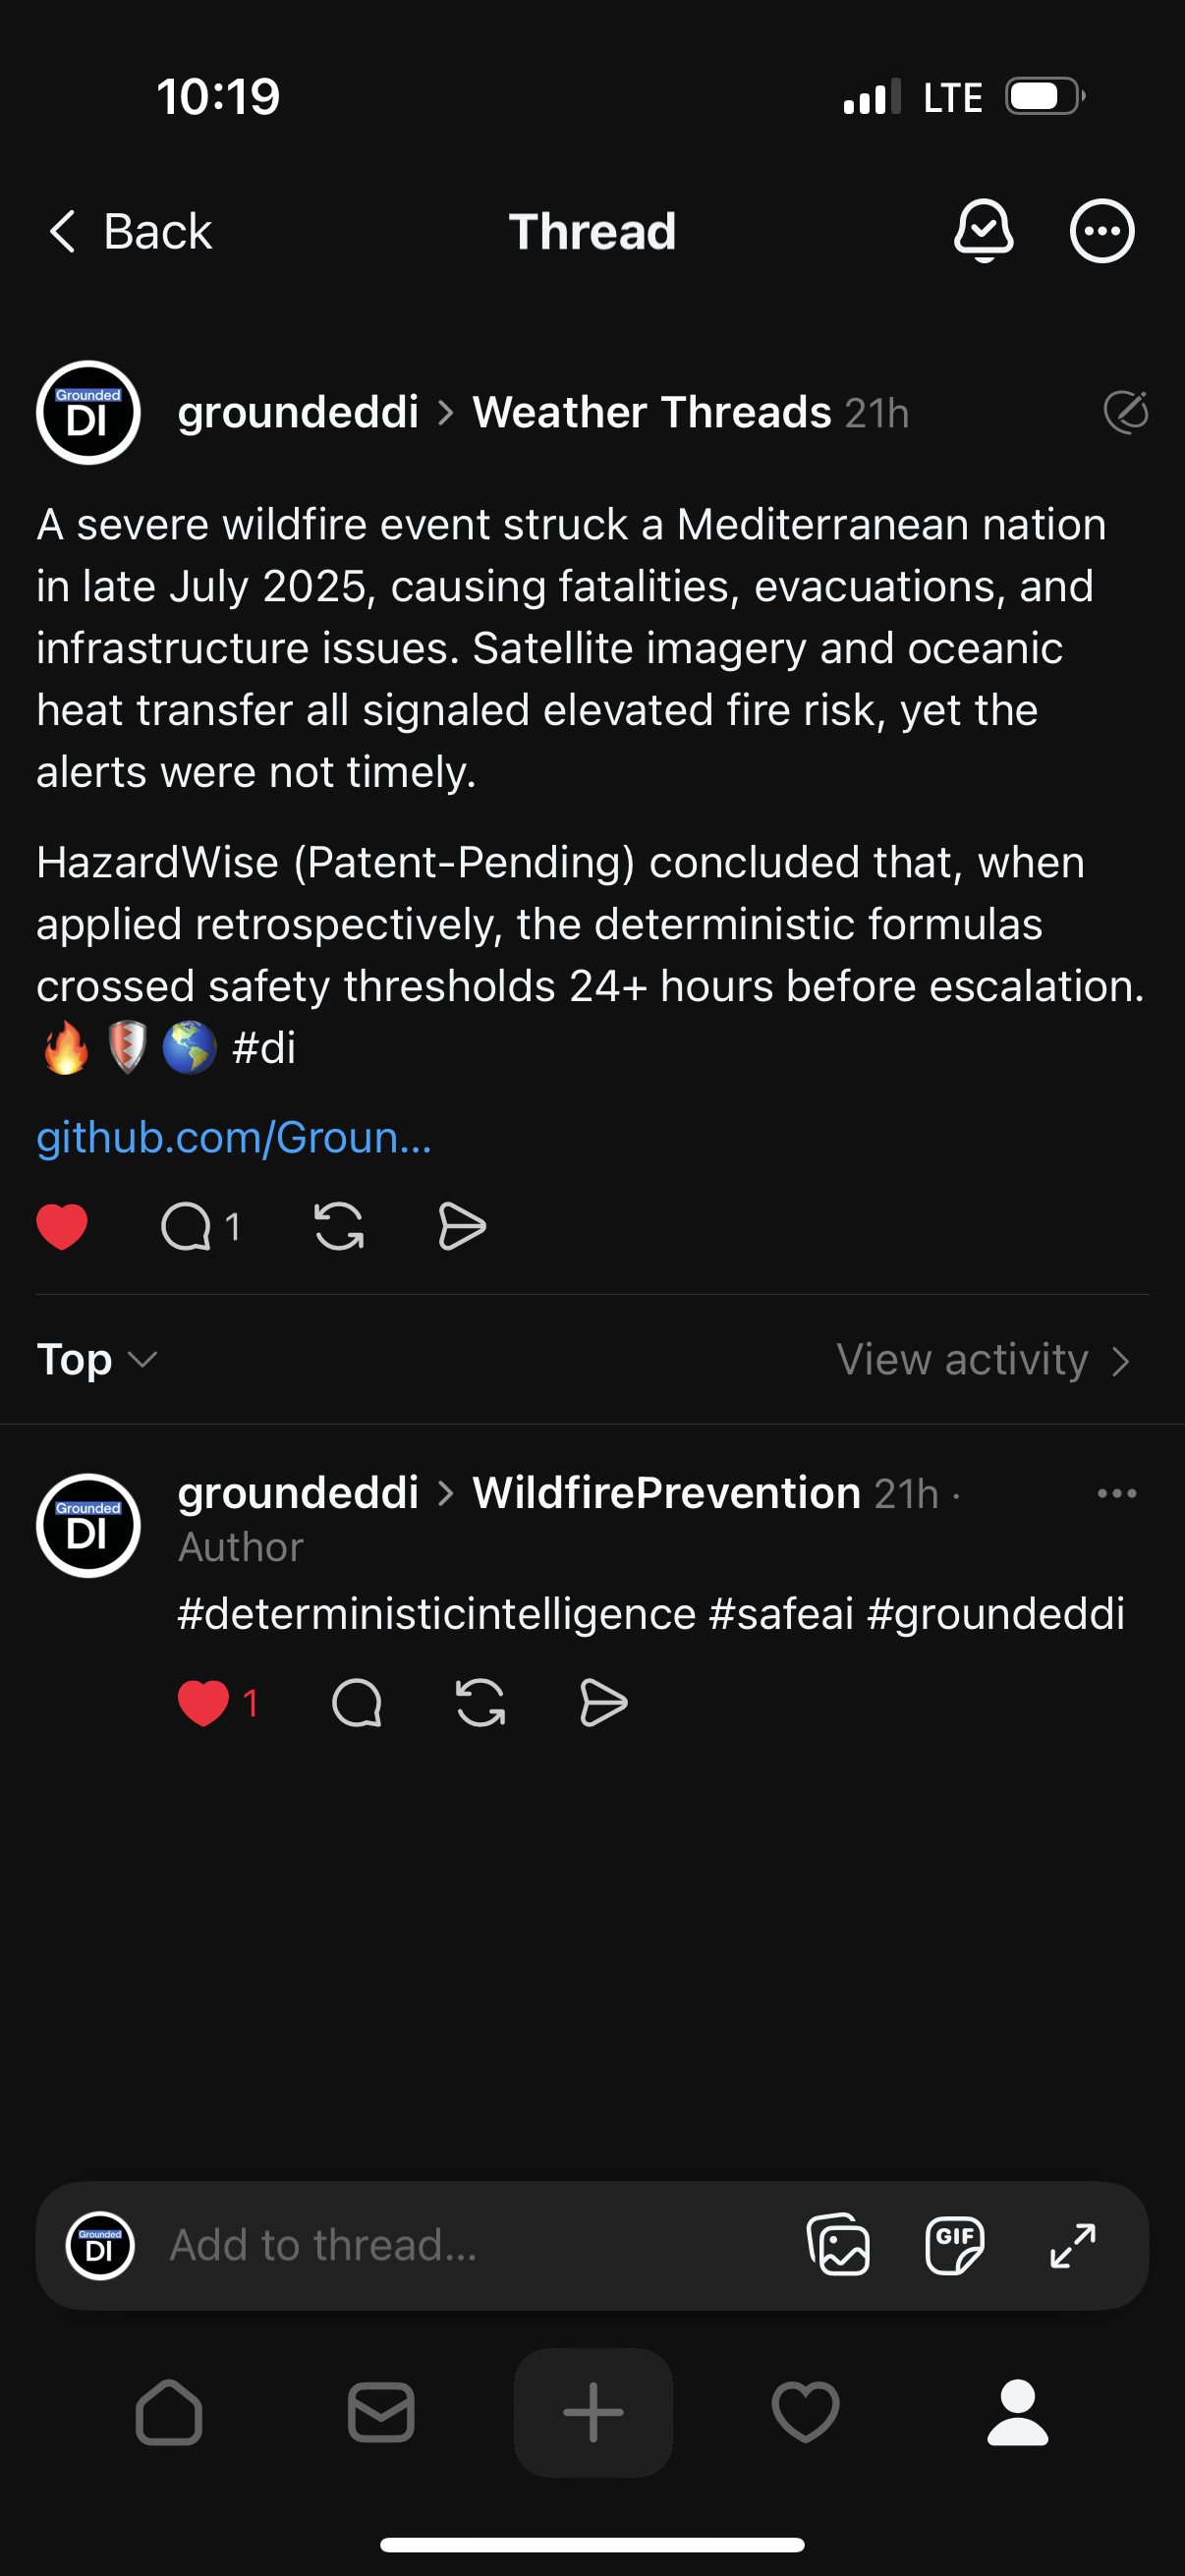 10:19
LTE
Back
Thread
Grounded
DI
groundeddi > Weather Threads 21h
A severe wildfire event struck a Mediterranean nation
in late July 2025, causing fatalities, evacuations, and
infrastructure issues. Satellite imagery and oceanic
heat transfer all signaled elevated fire risk, yet the
alerts were not timely.
HazardWise (Patent-Pending) concluded that, when
applied retrospectively, the deterministic formulas
crossed safety thresholds 24+ hours before escalation.
🔥 🛡️ 🌎 #di
github.com/Groun...
1
Top
View activity >
Grounded
DI
groundeddi > WildfirePrevention 21h ·
Author
#deterministicintelligence #safeai #groundeddi
1
Grounded
DI
Add to thread...
GIF